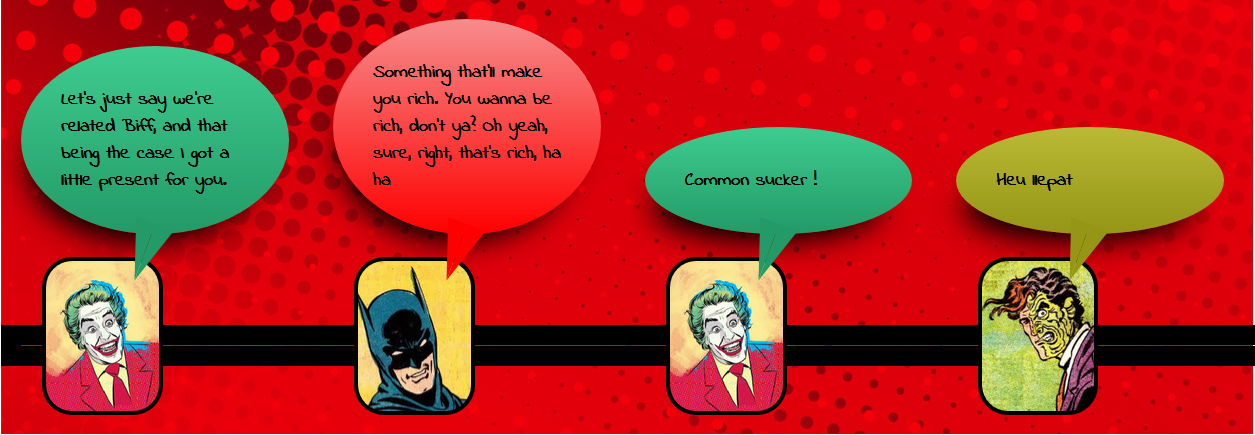 Let's just say we're
related Biff, and that
being the case I got a
little present for you.
Something that'll make
you rich. You wanna be
rich, don't ya? Oh yeah,
sure, right, that's rich, ha
ha
Common sucker !
Heu llepat